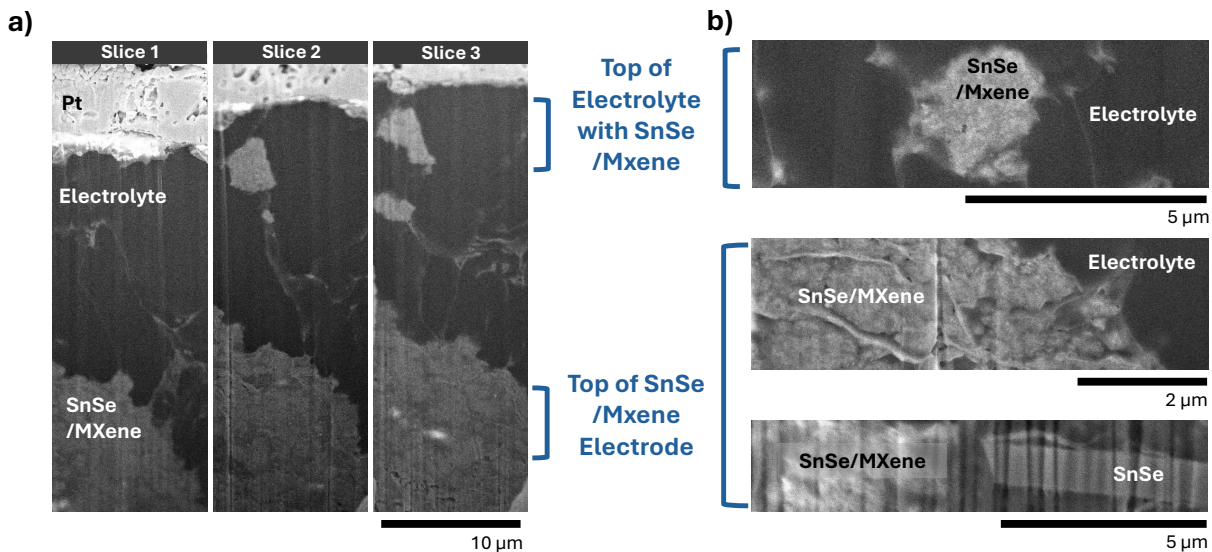 a)
Slice 1
Slice 2
Slice 3
Pt
Electrolyte
SnSe
/MXene
10 µm
Top of
Electrolyte
with SnSe
/Mxene
Top of SnSe
/Mxene
Electrode
b)
SnSe
/Mxene
Electrolyte
5 µm
Electrolyte
SnSe/MXene
2 µm
SnSe/MXene
SnSe
5 µm